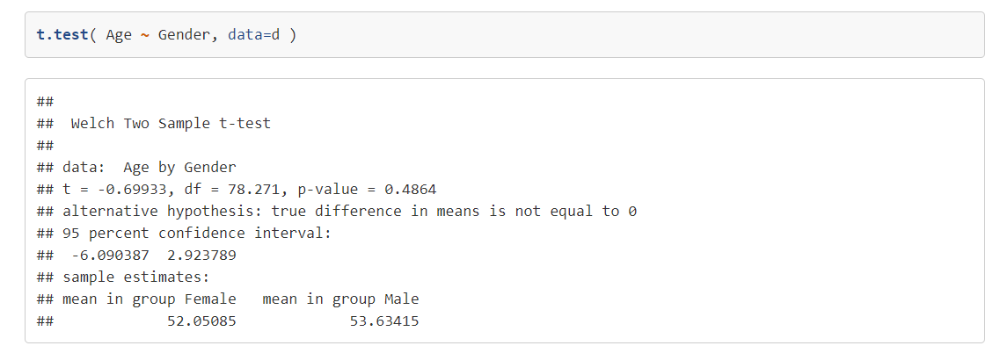 t.test( Age ~ Gender, data=d )
##
##  Welch Two Sample t-test
##
## data:  Age by Gender
## t = -0.69933, df = 78.271, p-value = 0.4864
## alternative hypothesis: true difference in means is not equal to 0
## 95 percent confidence interval:
##  -6.090387  2.923789
## sample estimates:
## mean in group Female   mean in group Male
##             52.05085             53.63415